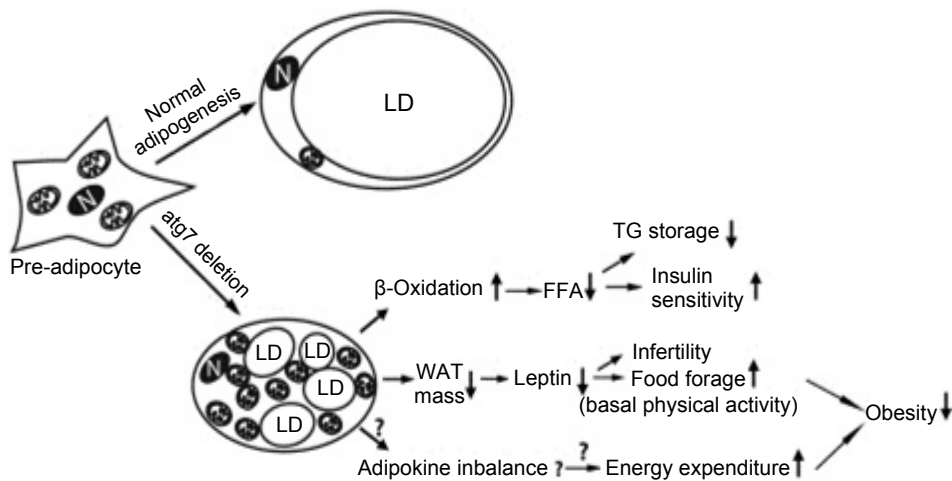 N
LD
Normal
adipogenesis
N
Pre-adipocyte
atg7 deletion
TG storage
β-Oxidation
FFA
Insulin
sensitivity
N
LD
LD
LD
LD
WAT
mass
Leptin
Infertility
Food forage
(basal physical activity)
Obesity
?
Adipokine inbalance ?
?
Energy expenditure